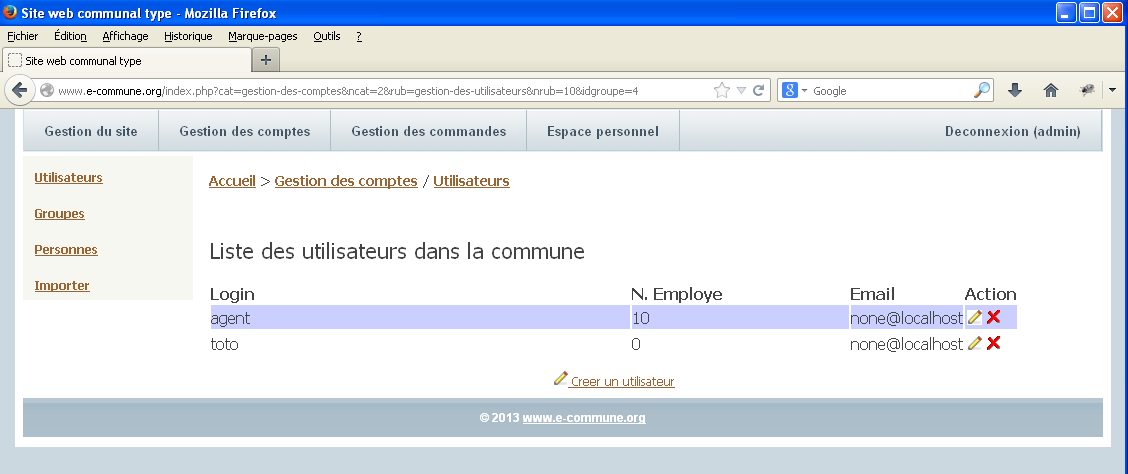 Site web communal type - Mozilla Firefox
Fichier Édition Affichage Historique Marque-pages Outils ?
Site web communal type +
www.e-commune.org/index.php?cat=gestion-des-comptes&ncat=2&rub=gestion-des-utilisateurs&nrub=10&idgroupe=4 8 Google
Gestion du site Gestion des comptes Gestion des commandes Espace personnel Deconnexion (admin)
Utilisateurs
Groupes
Personnes
Importer
Accueil > Gestion des comptes / Utilisateurs
Liste des utilisateurs dans la commune
Login N. Employe Email Action
agent 10 none@localhost
toto 0 none@localhost
Creer un utilisateur
© 2013 www.e-commune.org